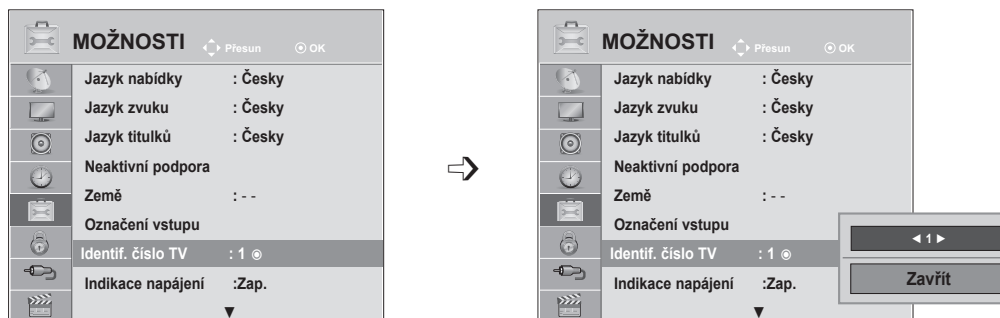 MOŽNOSTI Přesun OK
Jazyk nabídky : Česky
Jazyk zvuku : Česky
Jazyk titulků : Česky
Neaktivní podpora
Země : - -
Označení vstupu
Identif. číslo TV : 1
Indikace napájení :Zap.
MOŽNOSTI Přesun OK
Jazyk nabídky : Česky
Jazyk zvuku : Česky
Jazyk titulků : Česky
Neaktivní podpora
Země : - -
Označení vstupu
Identif. číslo TV : 1
Indikace napájení :Zap.
◄ 1 ►
Zavřít